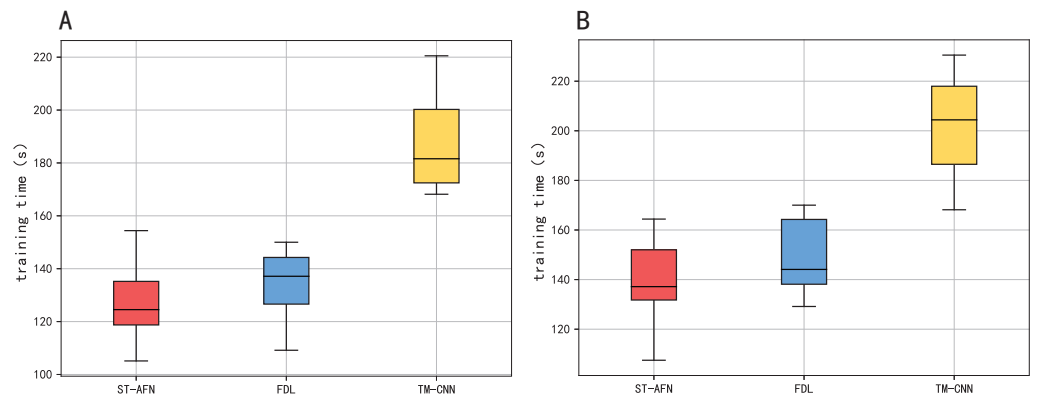 A
220
200
180
160
140
120
100
training time (s)
ST-AFN FDL TM-CNN
B
220
200
180
160
140
120
training time (s)
ST-AFN FDL TM-CNN